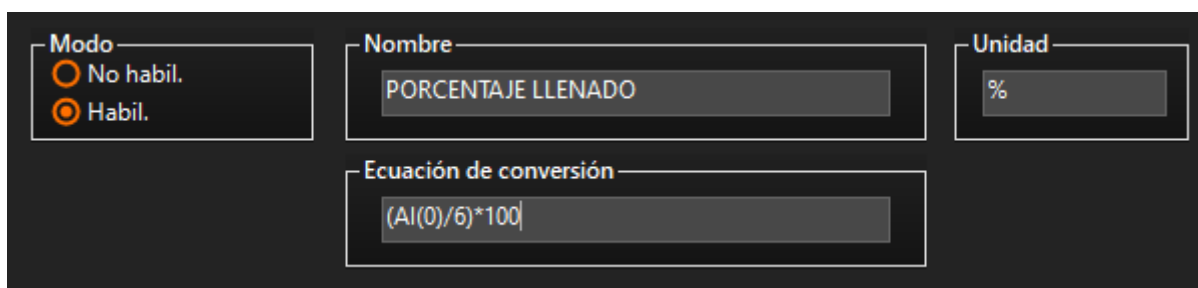 Modo
No habil.
Habil.
Nombre
PORCENTAJE LLENADO
Unidad
%
Ecuación de conversión
(AI(0)/6)*100